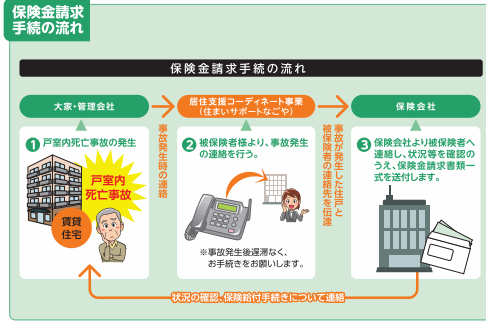 保険金請求
手続の流れ
保険金請求手続の流れ
大家・管理会社
居住支援コーディネート事業
(住まいサポートなごや)
保険会社
事故発生時の連絡
事故が発生した住戸と
被保険者の連絡先を伝達
1 戸室内死亡事故の発生
戸室内
死亡事故
賃貸
住宅
2 被保険者様より、事故発生
の連絡を行う。
※事故発生後遅滞なく、
お手続きをお願いします。
3 保険会社より被保険者へ
連絡し、状況等を確認の
うえ、保険金請求書類一
式を送付します。
状況の確認、保険給付手続きについて連絡